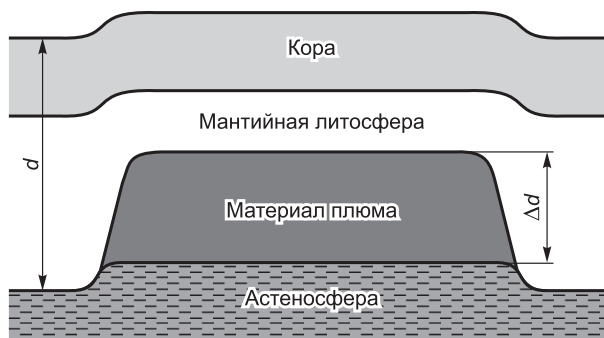 Кора
Мантийная литосфера
d
Материал плюма
Δd
Астеносфера